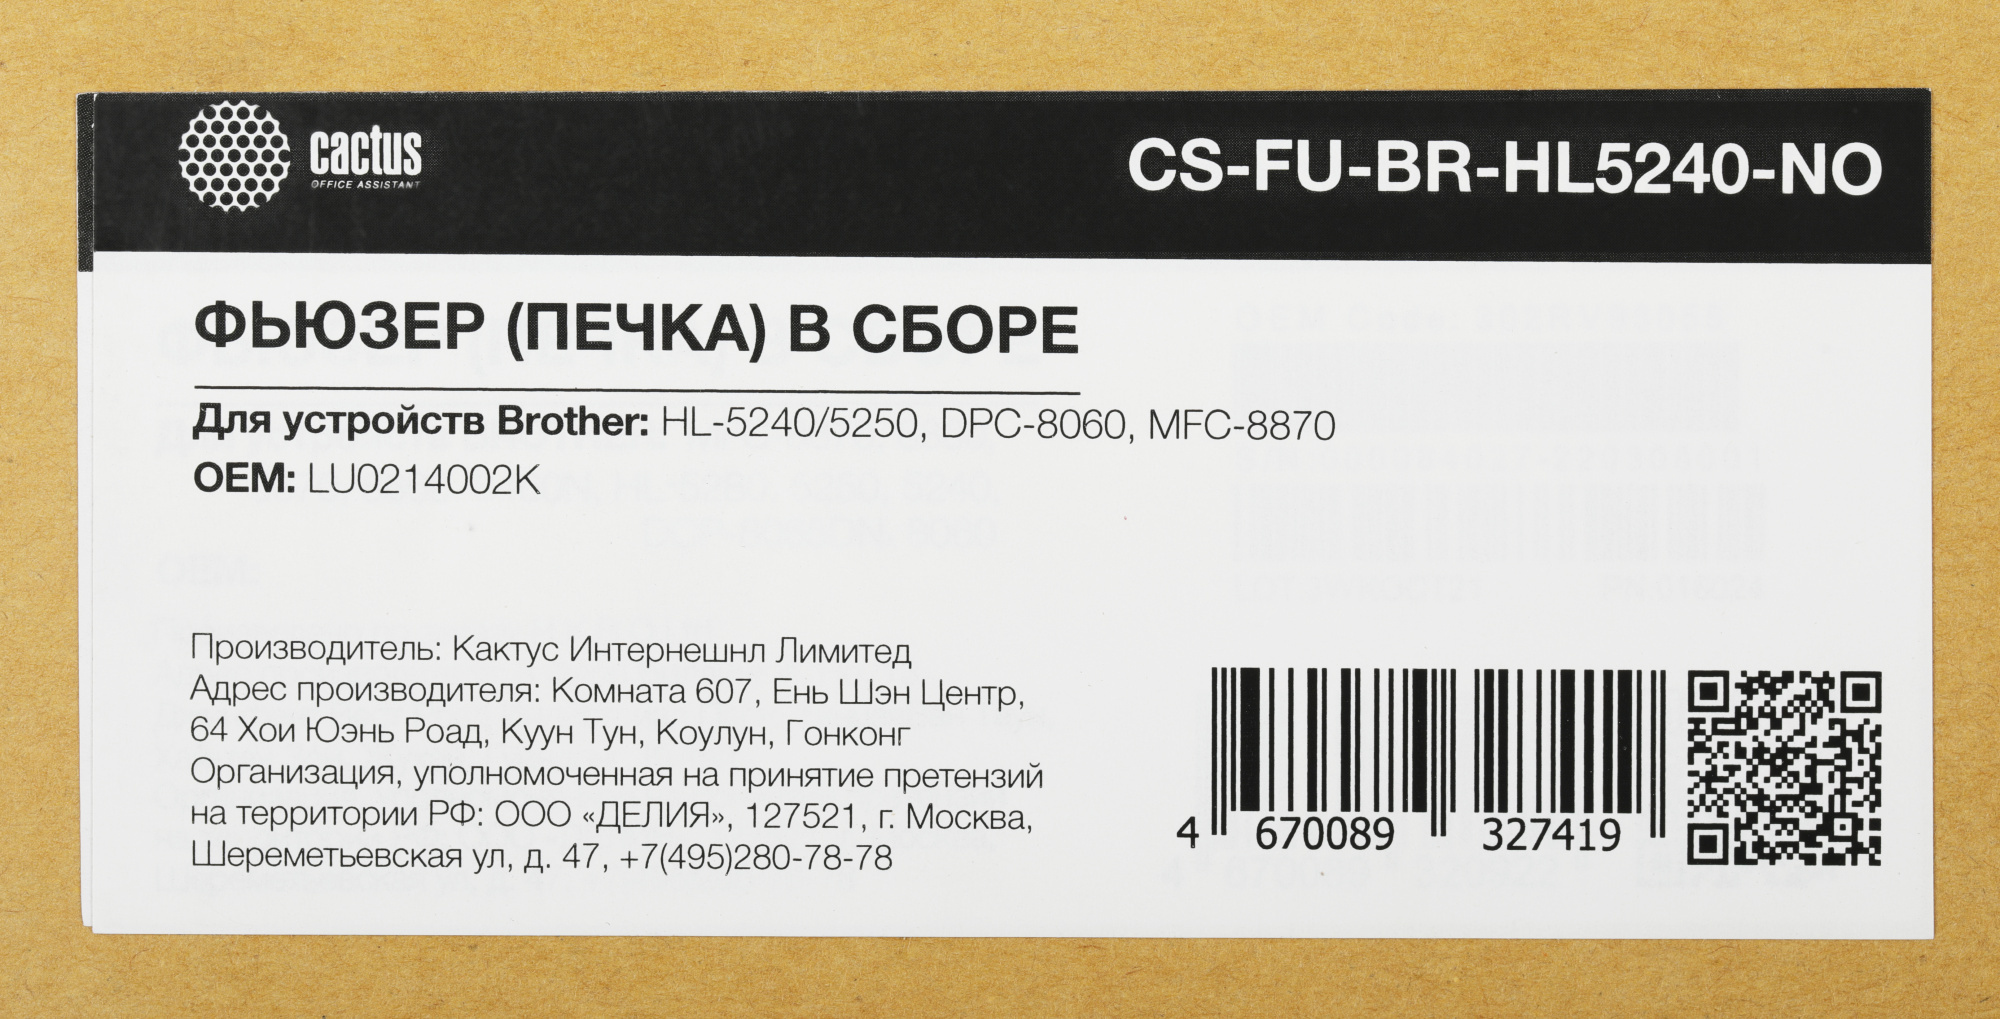 cactus
OFFICE ASSISTANT
CS-FU-BR-HL5240-NO
ФЬЮЗЕР (ПЕЧКА) В СБОРЕ
Для устройств Brother: HL-5240/5250, DPC-8060, MFC-8870
OEM: LU0214002K
Производитель: Кактус Интернешнл Лимитед
Адрес производителя: Комната 607, Ень Шэн Центр,
64 Хои Юэнь Роад, Куун Тун, Коулун, Гонконг
Организация, уполномоченная на принятие претензий
на территории РФ: ООО «ДЕЛИЯ», 127521, г. Москва,
Шереметьевская ул, д. 47, +7(495)280-78-78
4 670089 327419